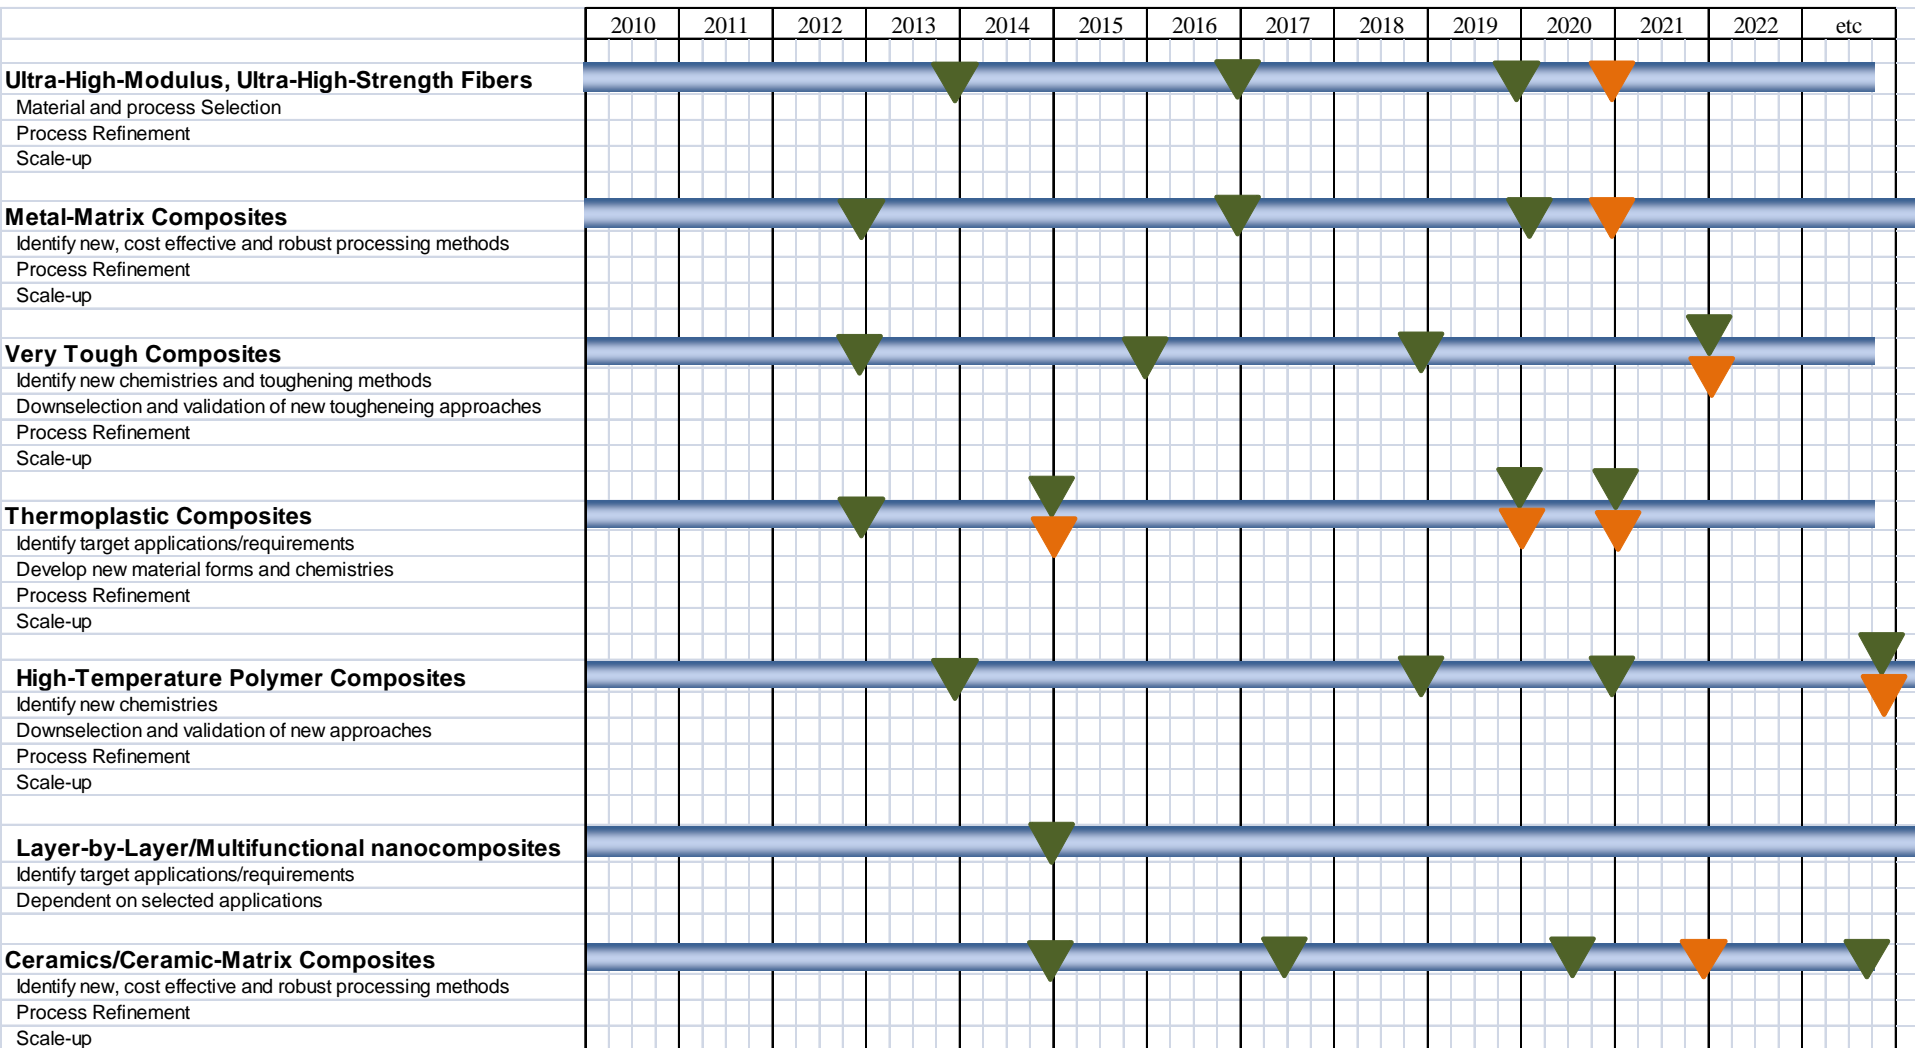 2010 2011 2012 2013 2014 2015 2016 2017 2018 2019 2020 2021 2022 etc
Ultra-High-Modulus, Ultra-High-Strength Fibers
Material and process Selection
Process Refinement
Scale-up
Metal-Matrix Composites
Identify new, cost effective and robust processing methods
Process Refinement
Scale-up
Very Tough Composites
Identify new chemistries and toughening methods
Downselection and validation of new tougheneing approaches
Process Refinement
Scale-up
Thermoplastic Composites
Identify target applications/requirements
Develop new material forms and chemistries
Process Refinement
Scale-up
High-Temperature Polymer Composites
Identify new chemistries
Downselection and validation of new approaches
Process Refinement
Scale-up
Layer-by-Layer/Multifunctional nanocomposites
Identify target applications/requirements
Dependent on selected applications
Ceramics/Ceramic-Matrix Composites
Identify new, cost effective and robust processing methods
Process Refinement
Scale-up